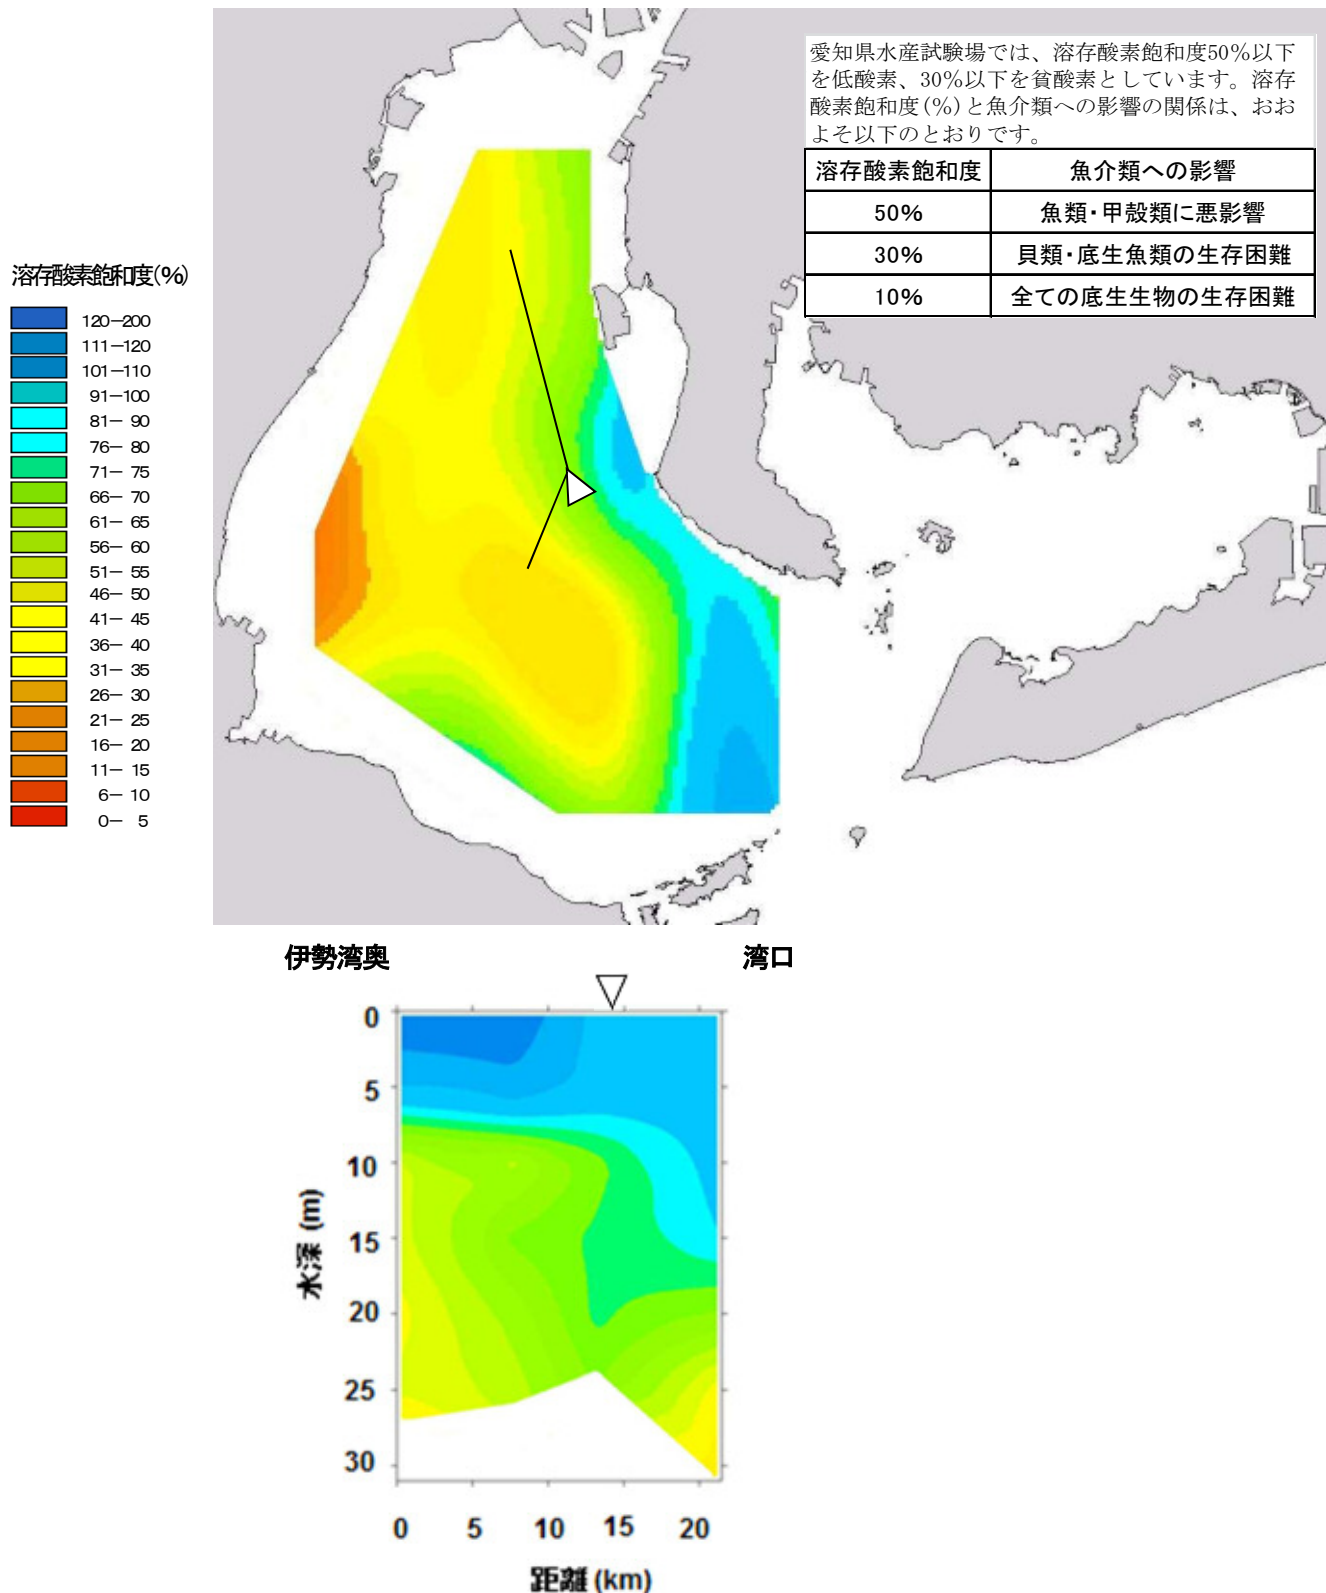 愛知県水産試験場では、溶存酸素飽和度50%以下
を低酸素、30%以下を貧酸素としています。溶存
酸素飽和度(%)と魚介類への影響の関係は、おお
よそ以下のとおりです。
溶存酸素飽和度 魚介類への影響
50% 魚類・甲殻類に悪影響
30% 貝類・底生魚類の生存困難
10% 全ての底生生物の生存困難
溶存酸素飽和度(%)
120-200
111-120
101-110
91-100
81- 90
76- 80
71- 75
66- 70
61- 65
56- 60
51- 55
46- 50
41- 45
36- 40
31- 35
26- 30
21- 25
16- 20
11- 15
6- 10
0- 5
伊勢湾奥 湾口
0
5
10
15
20
25
30
水深 (m)
0 5 10 15 20
距離 (km)